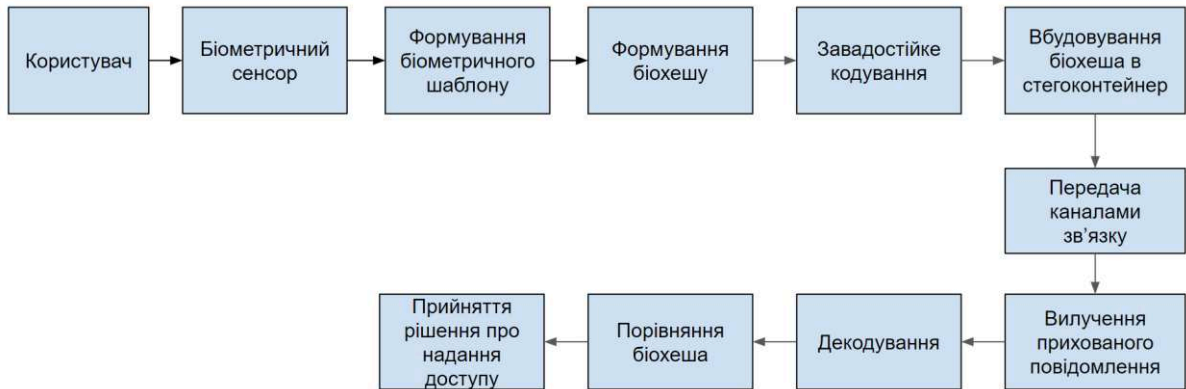 Користувач
Біометричний
сенсор
Формування
біометричного
шаблону
Формування
біохешу
Завадостійке
кодування
Вбудовування
біохеша в
стегоконтейнер
Передача
каналами
зв’язку
Вилучення
прихованого
повідомлення
Декодування
Порівняння
біохеша
Прийняття
рішення про
надання
доступу